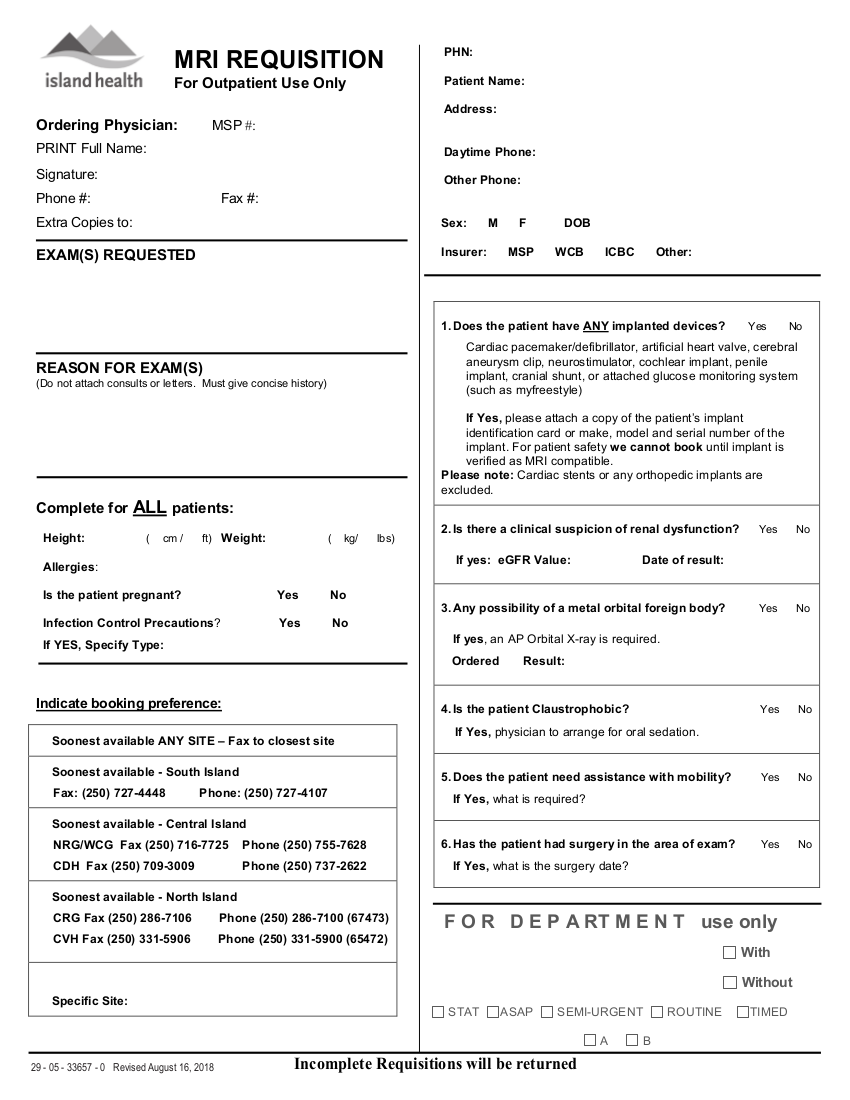 island health
MRI REQUISITION
For Outpatient Use Only
Ordering Physician: MSP #:
PRINT Full Name:
Signature:
Phone #: Fax #:
Extra Copies to:
EXAM(S) REQUESTED
REASON FOR EXAM(S)
(Do not attach consults or letters. Must give concise history)
Complete for ALL patients:
Height: ( cm / ft) Weight: ( kg/ lbs)
Allergies:
Is the patient pregnant? Yes No
Infection Control Precautions? Yes No
If YES, Specify Type:
Indicate booking preference:
Soonest available ANY SITE – Fax to closest site
Soonest available - South Island
Fax: (250) 727-4448 Phone: (250) 727-4107
Soonest available - Central Island
NRG/WCG Fax (250) 716-7725 Phone (250) 755-7628
CDH Fax (250) 709-3009 Phone (250) 737-2622
Soonest available - North Island
CRG Fax (250) 286-7106 Phone (250) 286-7100 (67473)
CVH Fax (250) 331-5906 Phone (250) 331-5900 (65472)
Specific Site:
PHN:
Patient Name:
Address:
Daytime Phone:
Other Phone:
Sex: M F DOB
Insurer: MSP WCB ICBC Other:
1. Does the patient have ANY implanted devices? Yes No
Cardiac pacemaker/defibrillator, artificial heart valve, cerebral
aneurysm clip, neurostimulator, cochlear implant, penile
implant, cranial shunt, or attached glucose monitoring system
(such as myfreestyle)
If Yes, please attach a copy of the patient's implant
identification card or make, model and serial number of the
implant. For patient safety we cannot book until implant is
verified as MRI compatible.
Please note: Cardiac stents or any orthopedic implants are
excluded.
2. Is there a clinical suspicion of renal dysfunction? Yes No
If yes: eGFR Value: Date of result:
3. Any possibility of a metal orbital foreign body? Yes No
If yes, an AP Orbital X-ray is required.
Ordered Result:
4. Is the patient Claustrophobic? Yes No
If Yes, physician to arrange for oral sedation.
5. Does the patient need assistance with mobility? Yes No
If Yes, what is required?
6. Has the patient had surgery in the area of exam? Yes No
If Yes, what is the surgery date?
FOR DEPARTMENT use only
With
Without
STAT ASAP SEMI-URGENT ROUTINE TIMED
A B
29 - 05 - 33657 - 0 Revised August 16, 2018
Incomplete Requisitions will be returned